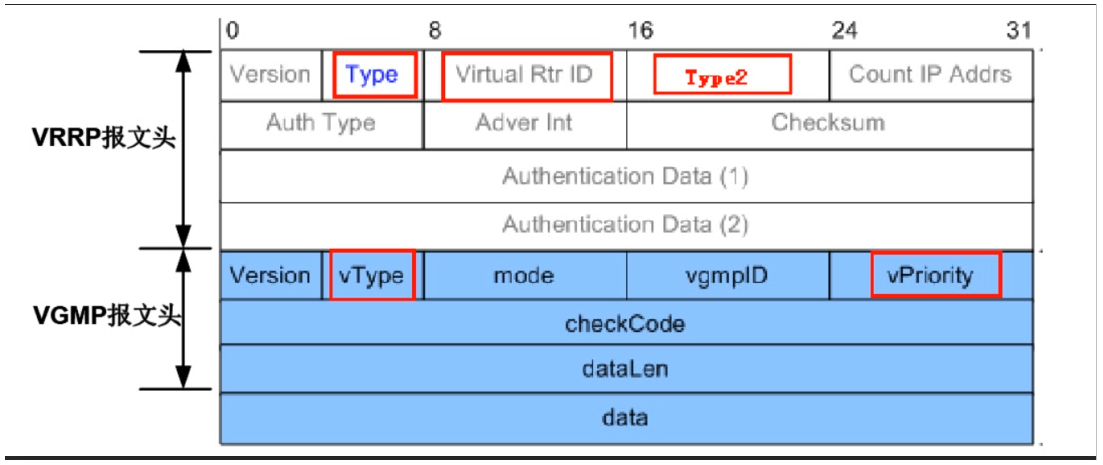 0 8 16 24 31
Version Type Virtual Rtr ID Type2 Count IP Addrs
Auth Type Adver Int Checksum
VRRP报文头
Authentication Data (1)
Authentication Data (2)
Version vType mode vgmpID vPriority
VGMP报文头
checkCode
dataLen
data